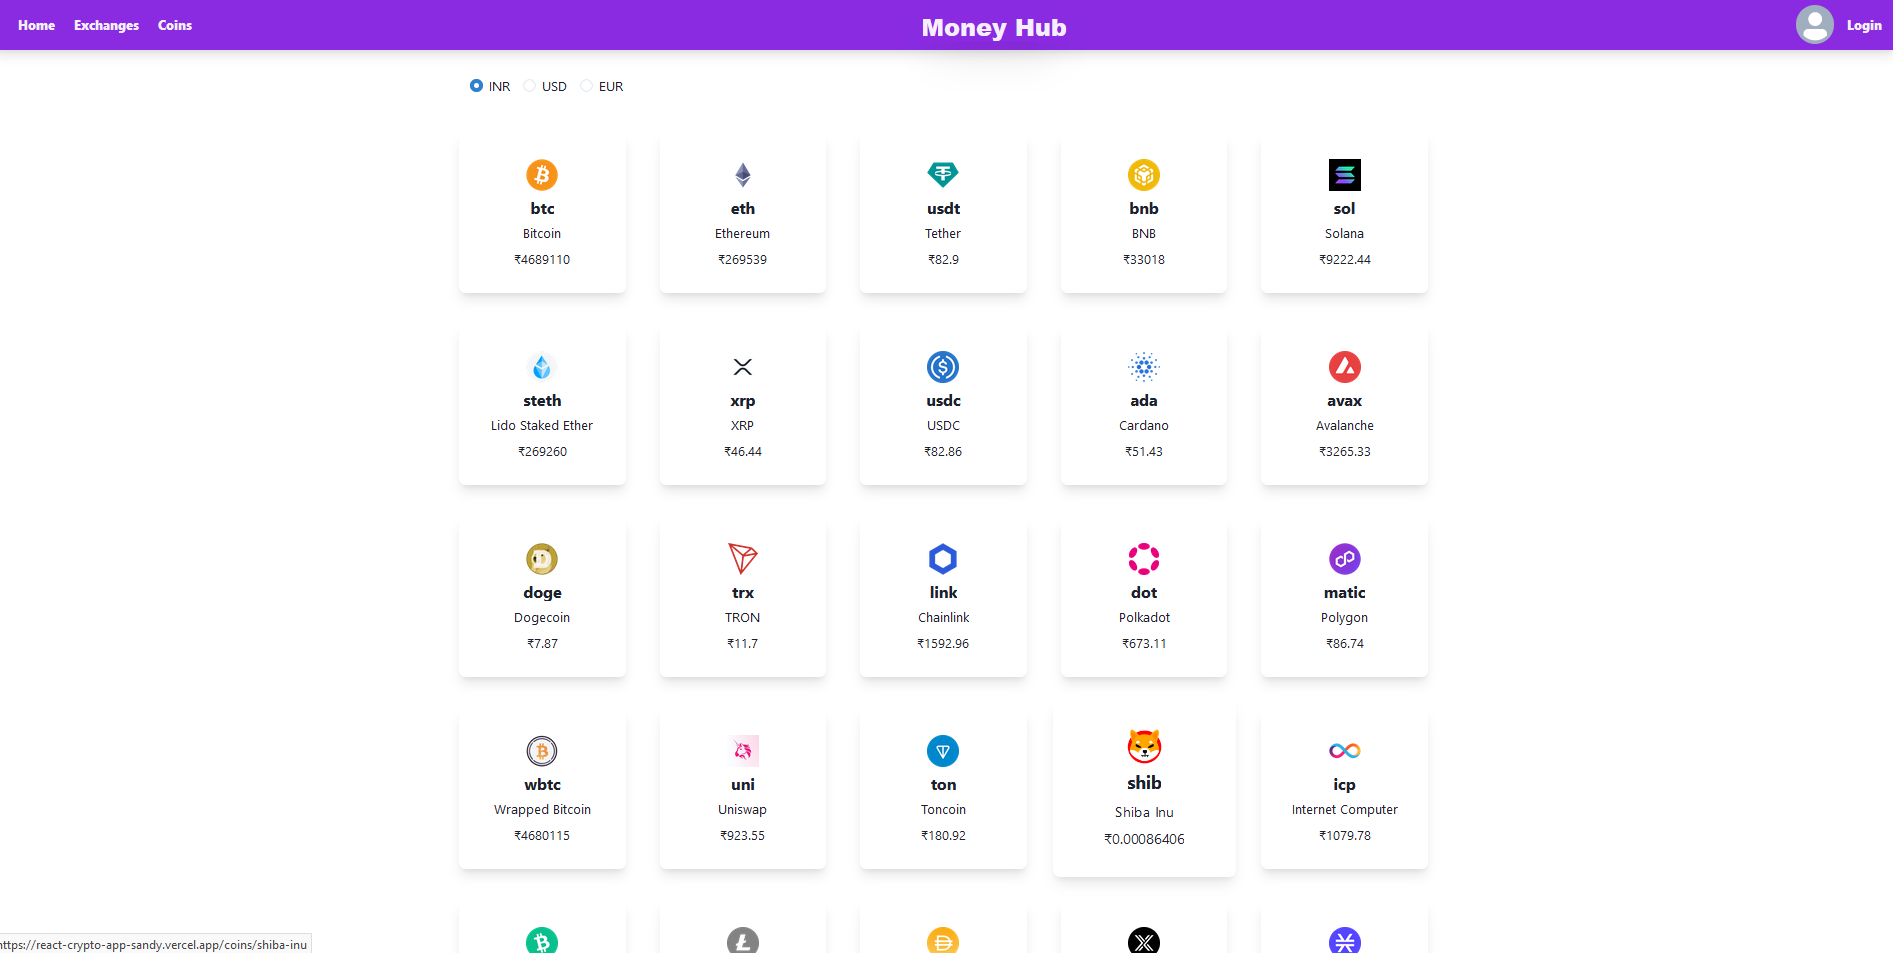 Home Exchanges Coins Money Hub Login
INR USD EUR
btc eth usdt bnb sol
Bitcoin Ethereum Tether BNB Solana
₹4689110 ₹269539 ₹82.9 ₹33018 ₹9222.44
steth xrp usdc ada avax
Lido Staked Ether XRP USDC Cardano Avalanche
₹269260 ₹46.44 ₹82.86 ₹51.43 ₹3265.33
doge trx link dot matic
Dogecoin TRON Chainlink Polkadot Polygon
₹7.87 ₹11.7 ₹1592.96 ₹673.11 ₹86.74
wbtc uni ton shib icp
Wrapped Bitcoin Uniswap Toncoin Shiba Inu Internet Computer
₹4680115 ₹923.55 ₹180.92 ₹0.00086406 ₹1079.78
https://react-crypto-app-sandy.vercel.app/coins/shiba-inu